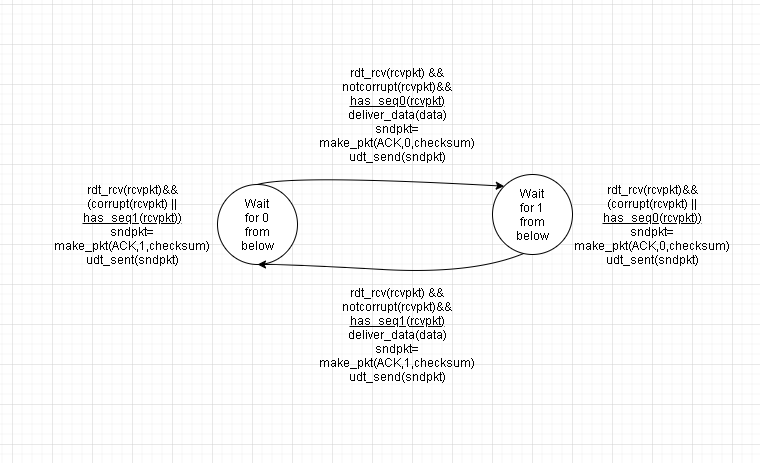 rdt_rcv(rcvpkt) &&
notcorrupt(rcvpkt)&&
has_seq0(rcvpkt)
deliver_data(data)
sndpkt=
make_pkt(ACK,0,checksum)
udt_send(sndpkt)
rdt_rcv(rcvpkt)&&
(corrupt(rcvpkt) ||
has_seq1(rcvpkt))
sndpkt=
make_pkt(ACK,1,checksum)
udt_sent(sndpkt)
Wait
for 0
from
below
Wait
for 1
from
below
rdt_rcv(rcvpkt)&&
(corrupt(rcvpkt) ||
has_seq0(rcvpkt))
sndpkt=
make_pkt(ACK,0,checksum)
udt_sent(sndpkt)
rdt_rcv(rcvpkt) &&
notcorrupt(rcvpkt)&&
has_seq1(rcvpkt)
deliver_data(data)
sndpkt=
make_pkt(ACK,1,checksum)
udt_send(sndpkt)